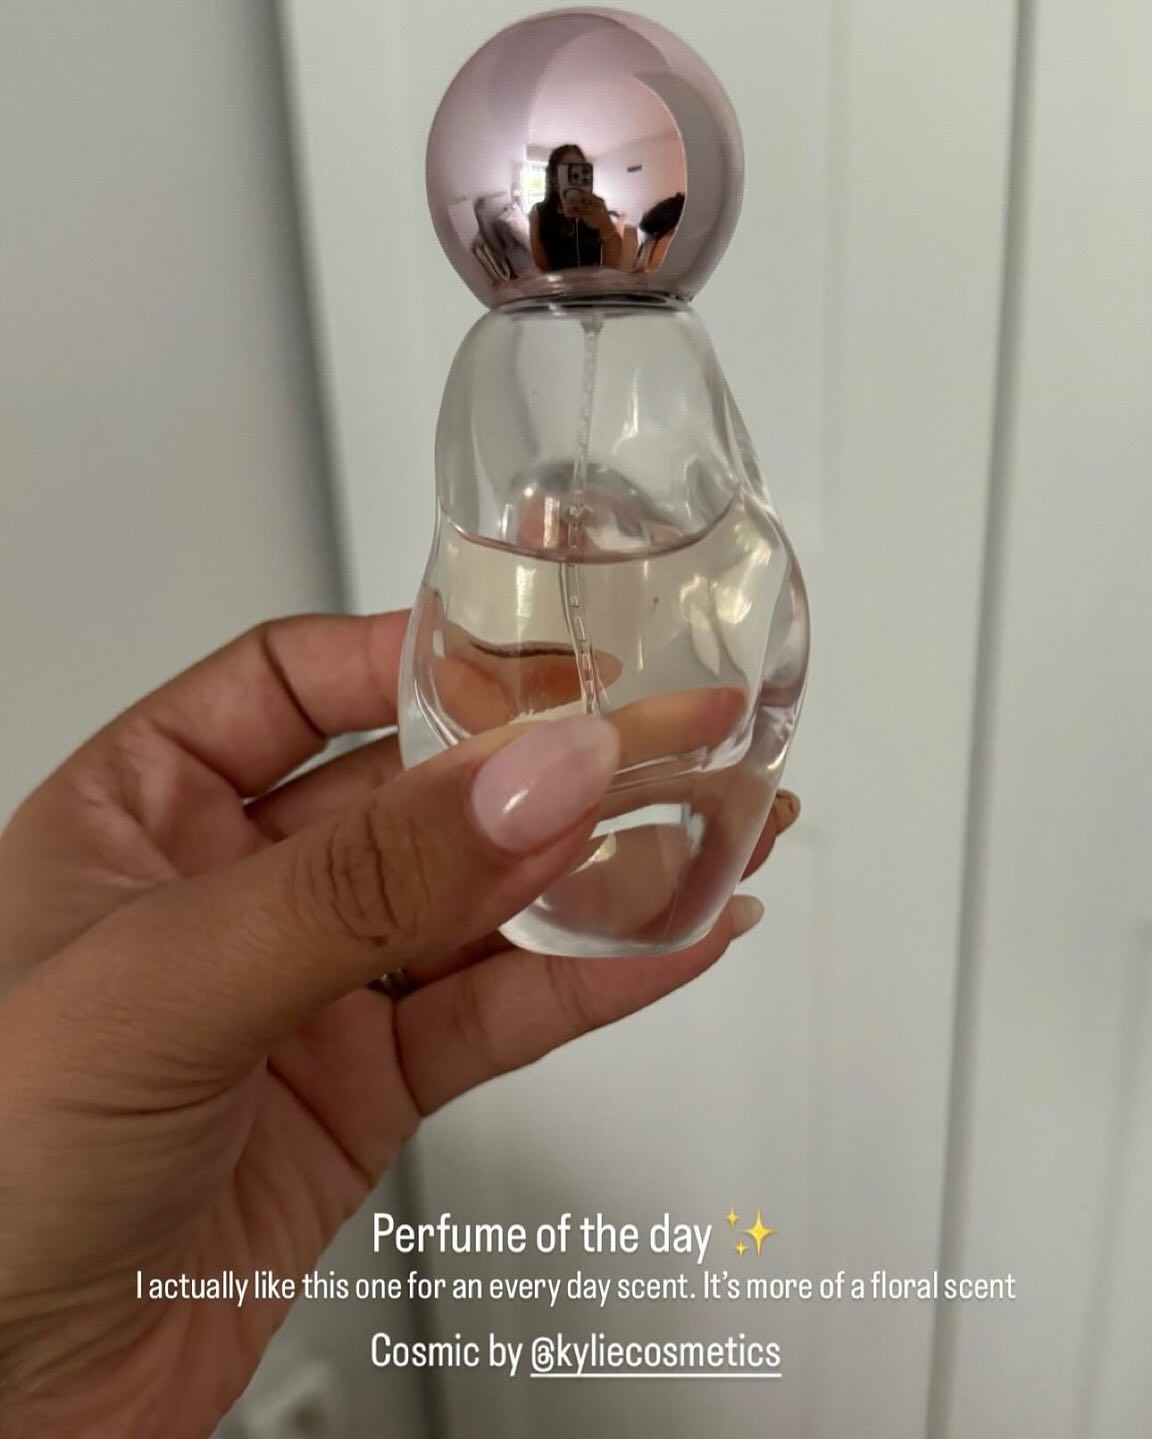 Perfume of the day ✨
I actually like this one for an every day scent. It's more of a floral scent
Cosmic by @kyliecosmetics